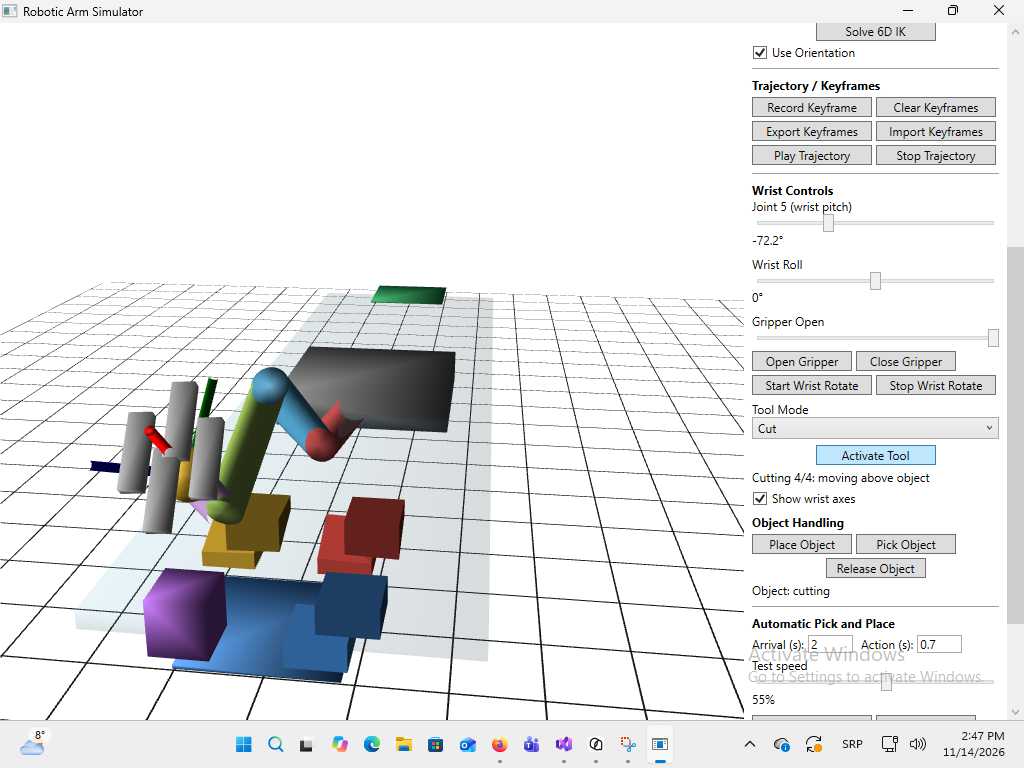 Robotic Arm Simulator
Solve 6D IK
Use Orientation
Trajectory / Keyframes
Record Keyframe Clear Keyframes
Export Keyframes Import Keyframes
Play Trajectory Stop Trajectory
Wrist Controls
Joint 5 (wrist pitch)
-72.2°
Wrist Roll
0°
Gripper Open
Open Gripper Close Gripper
Start Wrist Rotate Stop Wrist Rotate
Tool Mode
Cut
Activate Tool
Cutting 4/4: moving above object
Show wrist axes
Object Handling
Place Object Pick Object
Release Object
Object: cutting
Automatic Pick and Place
Arrival (s): 2 Action (s): 0.7
Activate Windows
Test speed
Go to Settings to activate Windows.
55%
8°
SRP
2:47 PM
11/14/2026